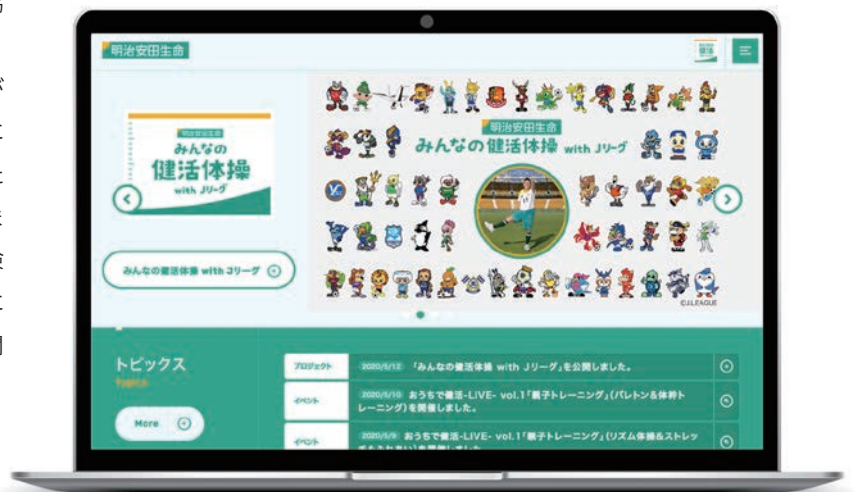 明治安田生命
明治安田生命
みんなの
健活体操
with Jリーグ
みんなの健活体操 with Jリーグ
明治安田生命
みんなの健活体操 with Jリーグ
©J.LEAGUE
トピックス
Topics
More
プロジェクト
2020/5/12 「みんなの健活体操 with Jリーグ」を公開しました。
イベント
2020/5/10 おうちで健活-LIVE- vol.1「親子トレーニング」(バレトン&体幹ト
レーニング)を開催しました。
イベント
2020/5/9 おうちで健活-LIVE- vol.1「親子トレーニング」(リズム体操&ストレッ